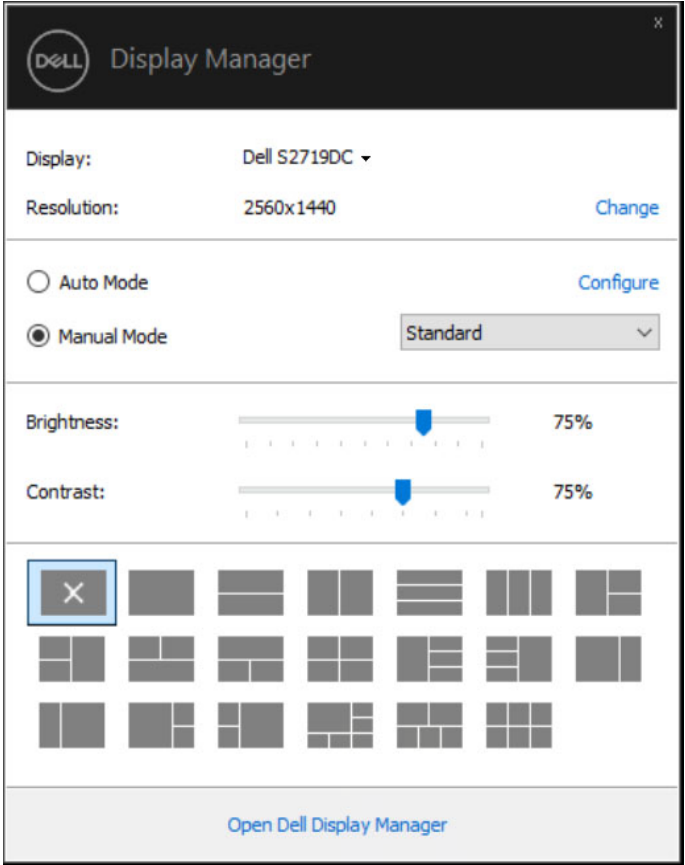 x
DELL Display Manager
Display: Dell S2719DC
Resolution: 2560x1440 Change
Auto Mode Configure
Manual Mode Standard
Brightness: 75%
Contrast: 75%
Open Dell Display Manager